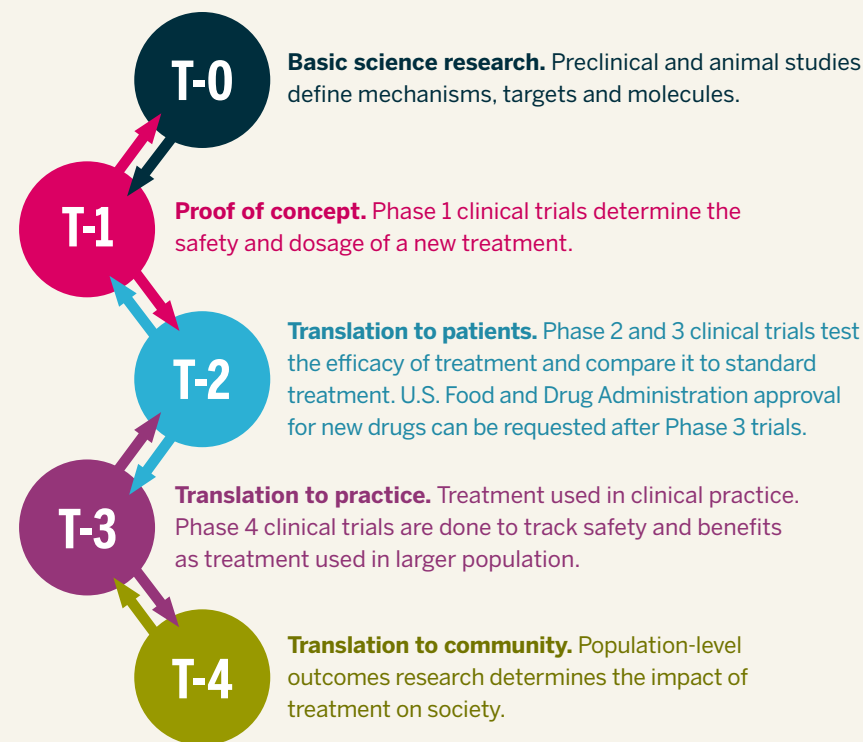 T-0
Basic science research. Preclinical and animal studies
define mechanisms, targets and molecules.
T-1
Proof of concept. Phase 1 clinical trials determine the
safety and dosage of a new treatment.
T-2
Translation to patients. Phase 2 and 3 clinical trials test
the efficacy of treatment and compare it to standard
treatment. U.S. Food and Drug Administration approval
for new drugs can be requested after Phase 3 trials.
T-3
Translation to practice. Treatment used in clinical practice.
Phase 4 clinical trials are done to track safety and benefits
as treatment used in larger population.
T-4
Translation to community. Population-level
outcomes research determines the impact of
treatment on society.